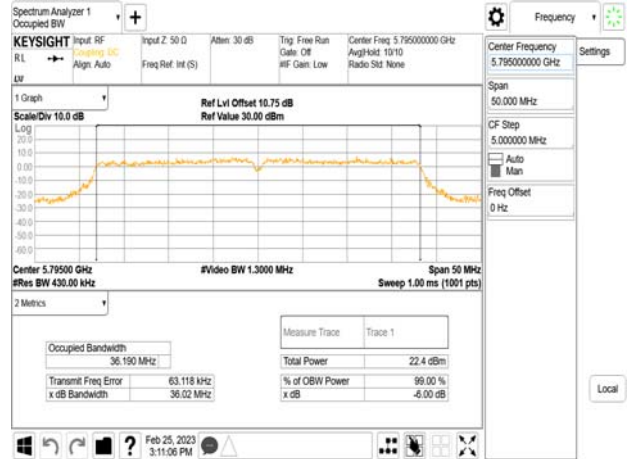 Spectrum Analyzer 1
Occupied BW
Frequency
KEYSIGHT
Input: RF
Coupling: DC
Align: Auto
Input Z: 50 Ω
Freq Ref: Int (S)
Atten: 30 dB
Trig: Free Run
Gate: Off
#IF Gain: Low
Center Freq: 5.795000000 GHz
Avg|Hold: 10/10
Radio Std: None
RL
LXI
Center Frequency
5.795000000 GHz
Settings
Span
50.000 MHz
CF Step
5.000000 MHz
Auto
Man
Freq Offset
0 Hz
Local
1 Graph
Scale/Div 10.0 dB
Ref Lvl Offset 10.75 dB
Ref Value 30.00 dBm
Log
20.0
10.0
0.00
-10.0
-20.0
-30.0
-40.0
-50.0
-60.0
Center 5.79500 GHz
#Res BW 430.00 kHz
#Video BW 1.3000 MHz
Span 50 MHz
Sweep 1.00 ms (1001 pts)
2 Metrics
Measure Trace Trace 1
Occupied Bandwidth
36.190 MHz
Total Power 22.4 dBm
Transmit Freq Error 63.118 kHz
% of OBW Power 99.00 %
x dB Bandwidth 36.02 MHz
x dB -6.00 dB
?
Feb 25, 2023
3:11:06 PM